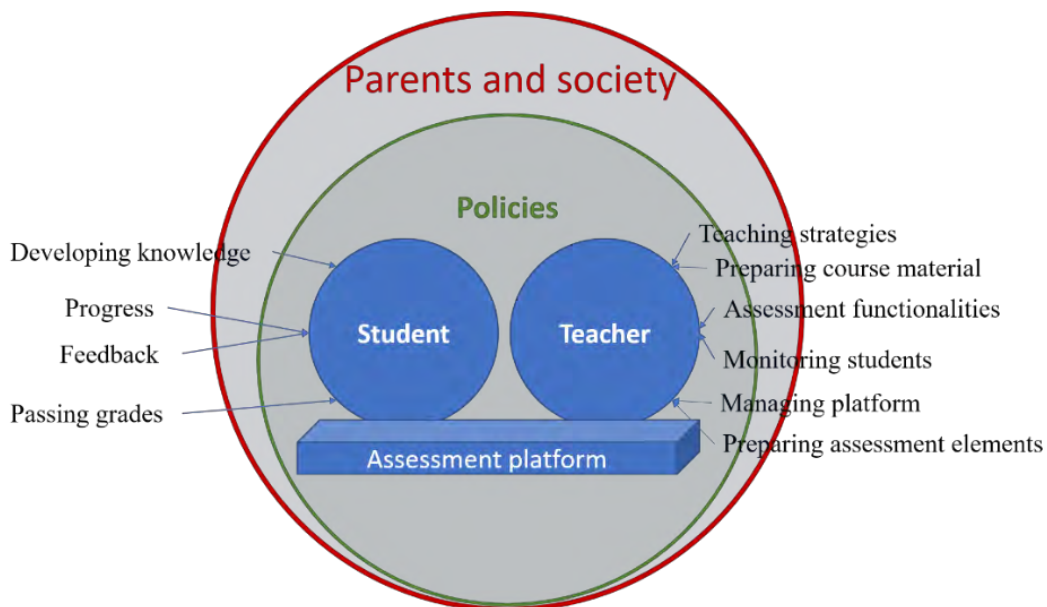 Parents and society
Policies
Developing knowledge
Progress
Feedback
Passing grades
Student
Teacher
Teaching strategies
Preparing course material
Assessment functionalities
Monitoring students
Managing platform
Preparing assessment elements
Assessment platform